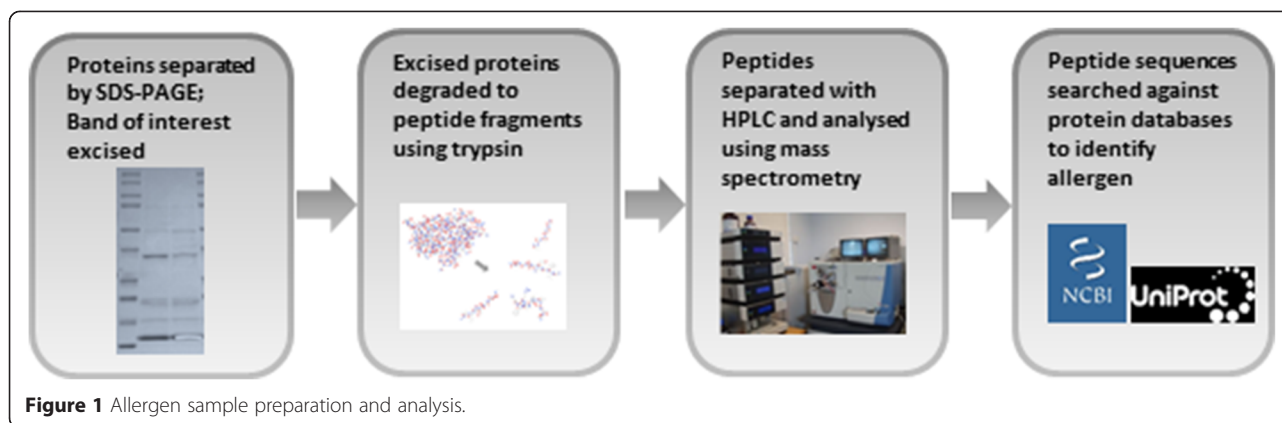 Proteins separated
by SDS-PAGE;
Band of interest
excised
Excised proteins
degraded to
peptide fragments
using trypsin
Peptides
separated with
HPLC and analysed
using mass
spectrometry
Peptide sequences
searched against
protein databases
to identify
allergen
NCBI
UniProt
Figure 1 Allergen sample preparation and analysis.